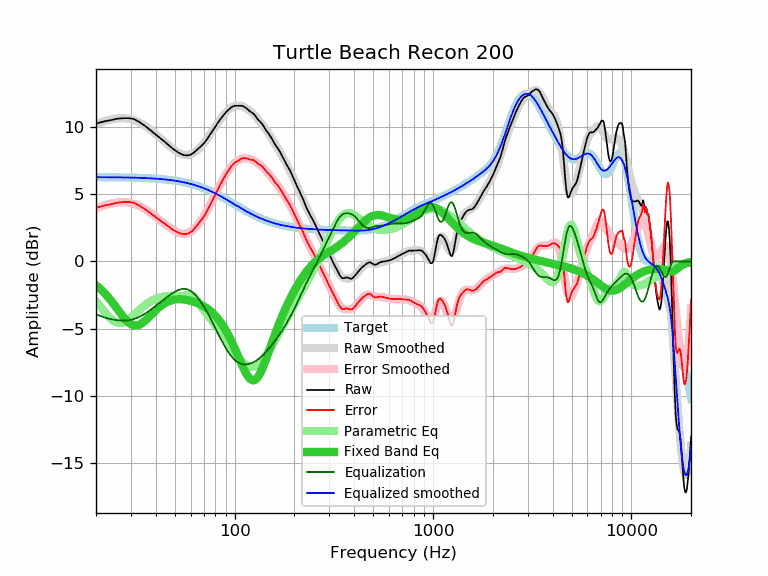 Turtle Beach Recon 200
Amplitude (dBr)
10
5
0
−5
−10
−15
Target
Raw Smoothed
Error Smoothed
Raw
Error
Parametric Eq
Fixed Band Eq
Equalization
Equalized smoothed
100 1000 10000
Frequency (Hz)